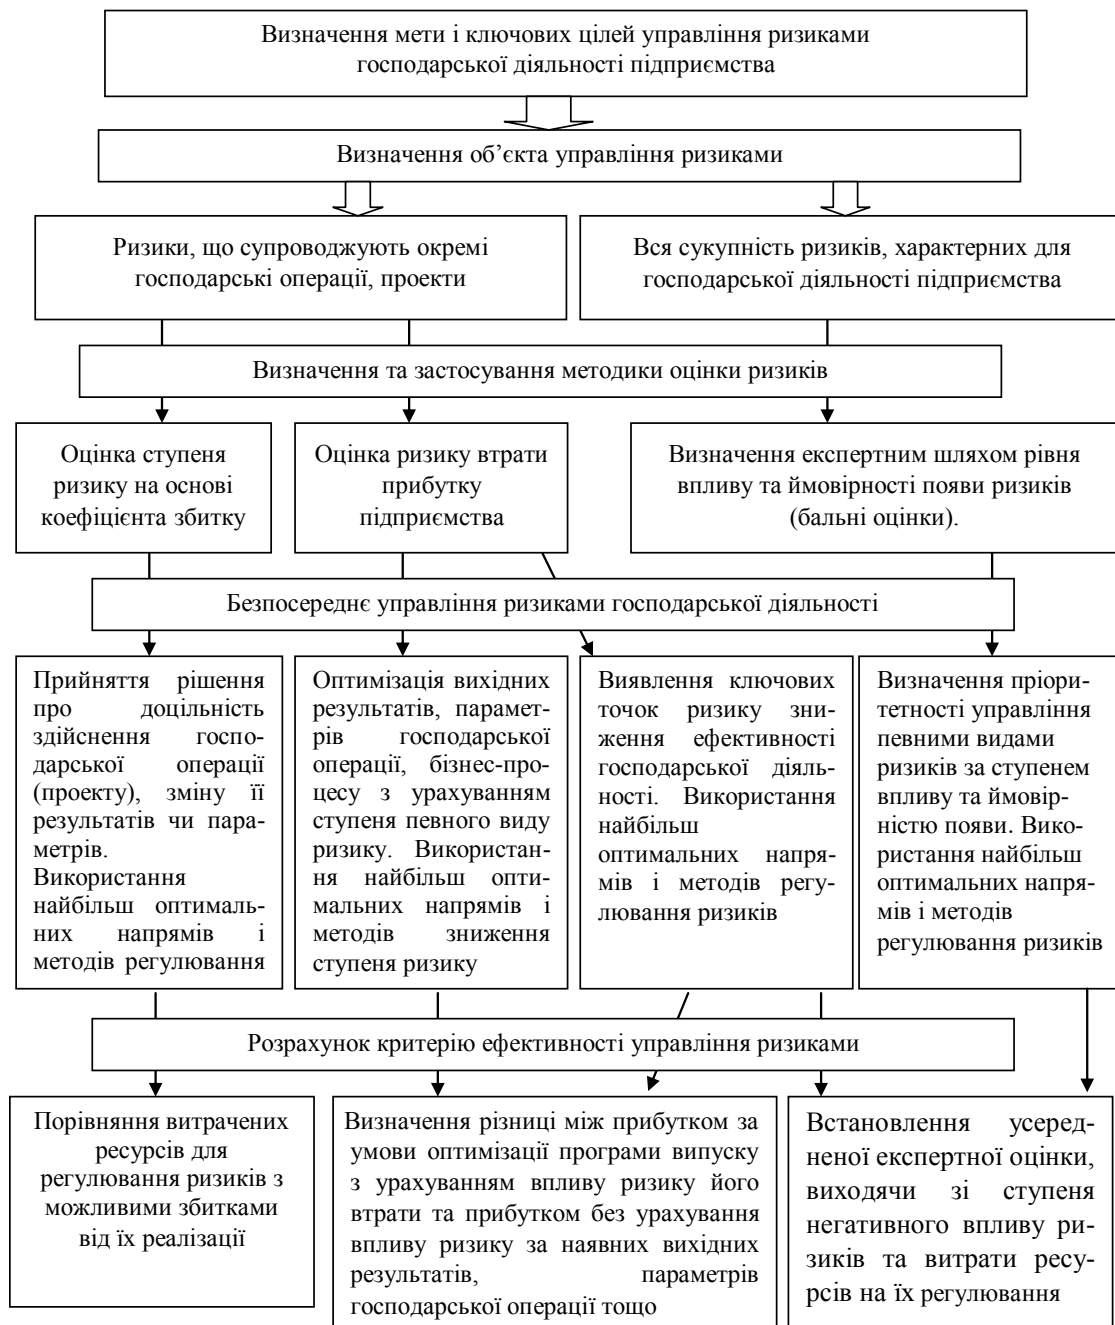 Визначення мети і ключових цілей управління ризиками
господарської діяльності підприємства
Визначення об’єкта управління ризиками
Ризики, що супроводжують окремі
господарські операції, проекти
Вся сукупність ризиків, характерних для
господарської діяльності підприємства
Визначення та застосування методики оцінки ризиків
Оцінка ступеня
ризику на основі
коефіцієнта збитку
Оцінка ризику втрати
прибутку
підприємства
Визначення експертним шляхом рівня
впливу та ймовірності появи ризиків
(бальні оцінки).
Безпосереднє управління ризиками господарської діяльності
Прийняття рішення
про доцільність
здійснення госпо-
дарської операції
(проекту), зміну її
результатів чи пара-
метрів.
Використання
найбільш оптималь-
них напрямів і
методів регулювання
Оптимізація вихідних
результатів, парамет-
рів господарської
операції, бізнес-про-
цесу з урахуванням
ступеня певного виду
ризику. Використан-
ня найбільш опти-
мальних напрямів і
методів зниження
ступеня ризику
Виявлення ключових
точок ризику зни-
ження ефективності
господарської діяль-
ності. Використання
найбільш
оптимальних напря-
мів і методів регу-
лювання ризиків
Визначення пріори-
тетності управління
певними видами
ризиків за ступенем
впливу та ймовір-
ністю появи. Вико-
ристання найбільш
оптимальних напря-
мів і методів
регулювання ризиків
Розрахунок критерію ефективності управління ризиками
Порівняння витрачених
ресурсів для
регулювання ризиків з
можливими збитками
від їх реалізації
Визначення різниці між прибутком за
умови оптимізації програми випуску
з урахуванням впливу ризику його
втрати та прибутком без урахування
впливу ризику за наявних вихідних
результатів, параметрів
господарської операції тощо
Встановлення усеред-
неної експертної оцінки,
виходячи зі ступеня
негативного впливу ри-
зиків та витрати ресу-
рсів на їх регулювання